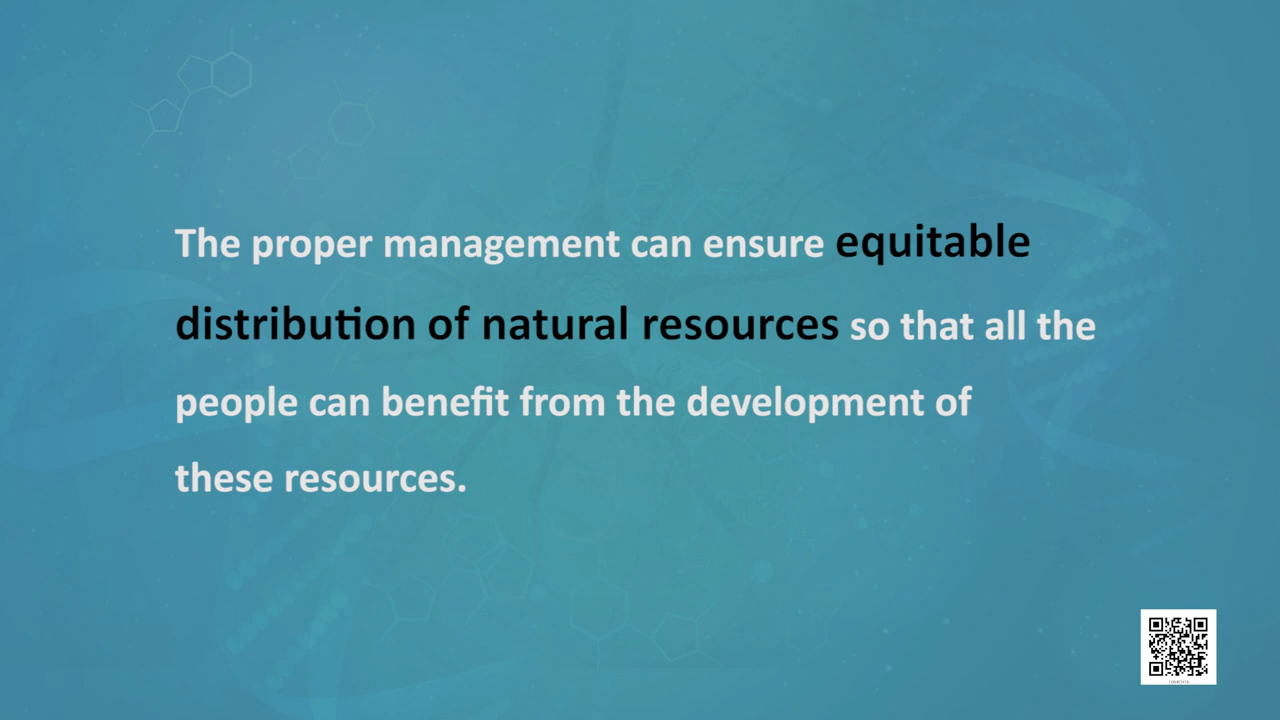 The proper management can ensure equitable
distribution of natural resources so that all the
people can benefit from the development of
these resources.